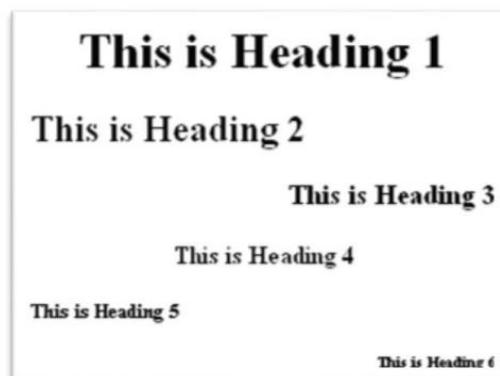 This is Heading 1
This is Heading 2
This is Heading 3
This is Heading 4
This is Heading 5
This is Heading 6